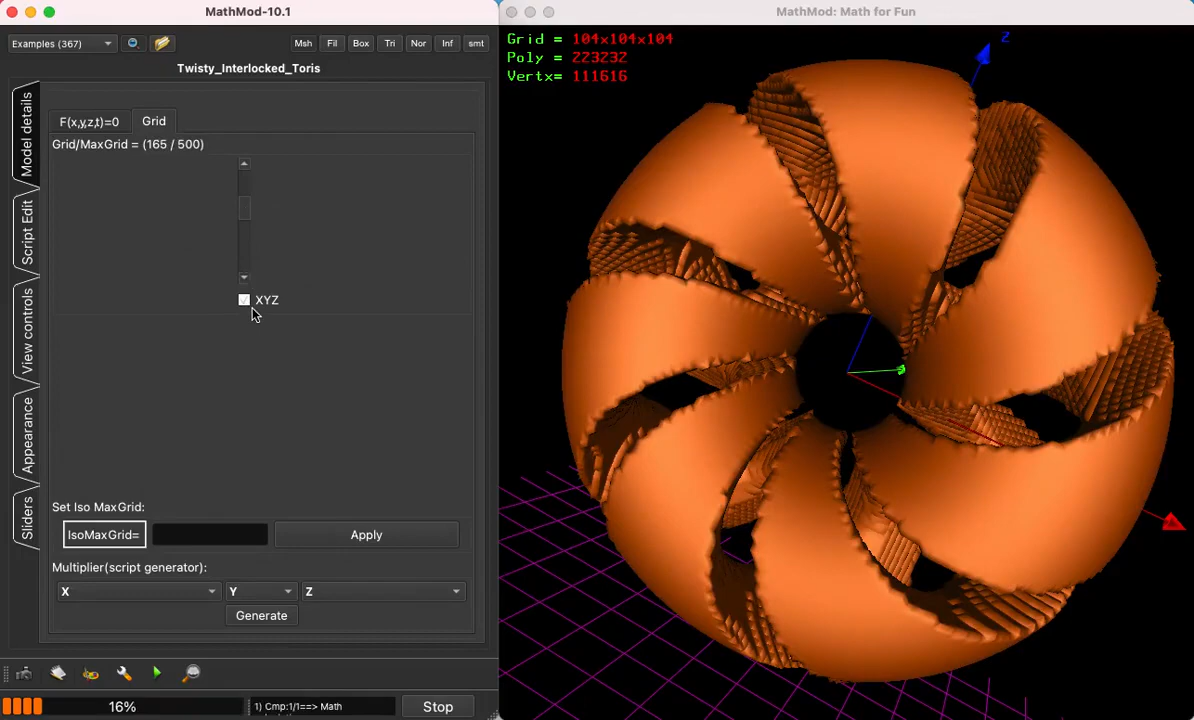 MathMod-10.1
MathMod: Math for Fun
Examples (367)
Msh
Fil
Box
Tri
Nor
Inf
smt
Twisty_Interlocked_Toris
Model details
Script Edit
View controls
Appearance
Sliders
F(x,y,z,t)=0
Grid
Grid/MaxGrid = (165 / 500)
XYZ
Set Iso MaxGrid:
IsoMaxGrid=
Apply
Multiplier(script generator):
X
Y
Z
Generate
16%
1) Cmp:1/1==> Math
Stop
Grid = 104x104x104
Poly = 223232
Vertx= 111616
Z